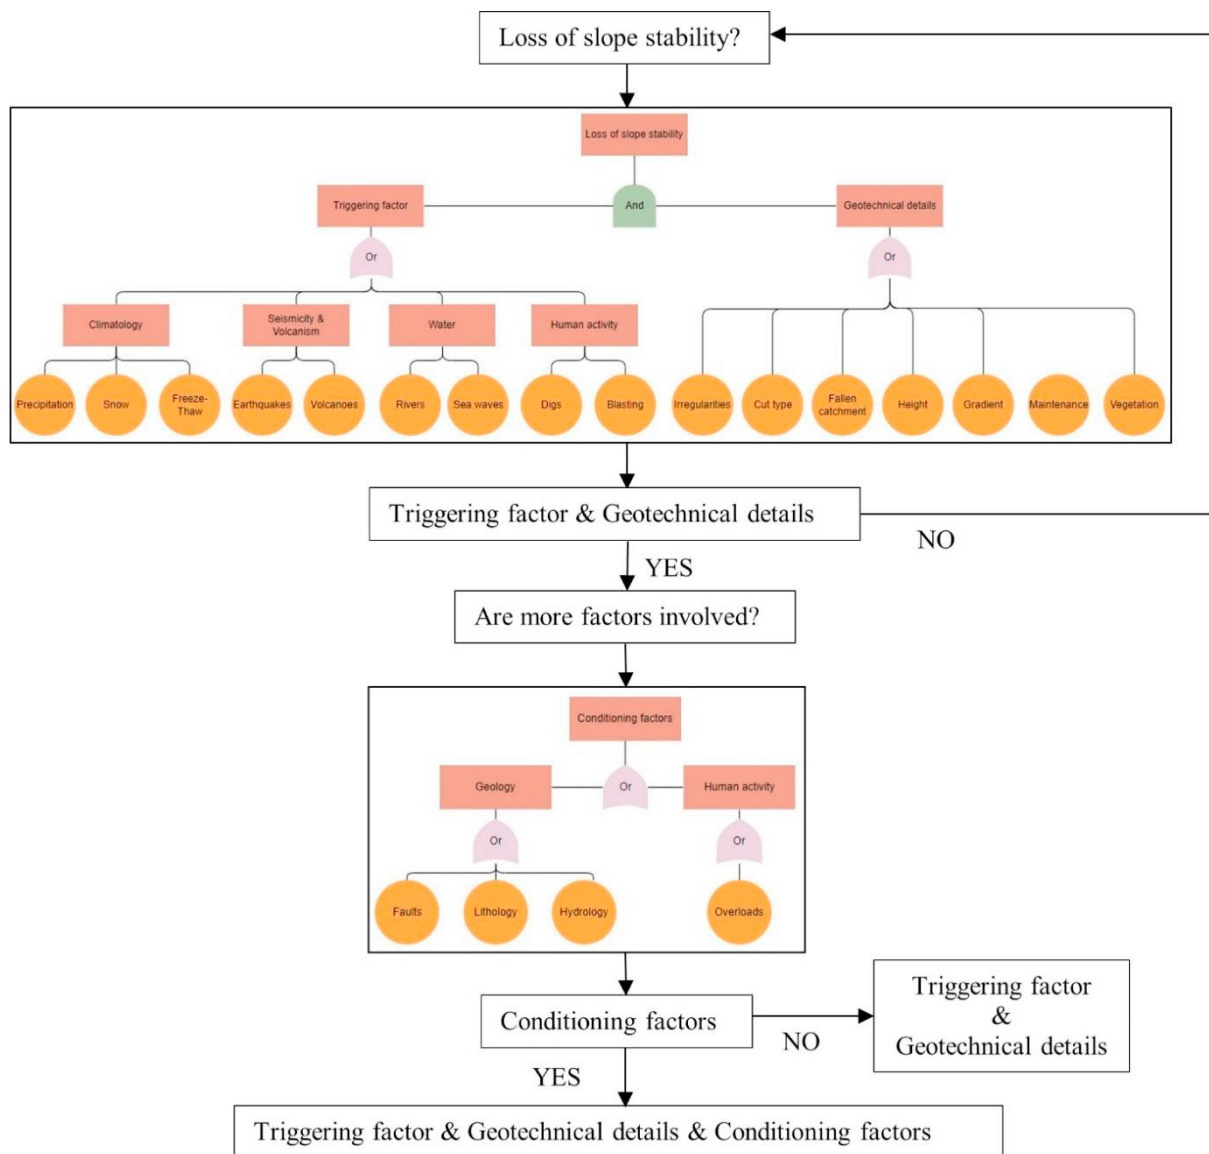 Loss of slope stability?
Loss of slope stability
Triggering factor
And
Geotechnical details
Or
Or
Climatology
Seismicity &
Volcanism
Water
Human activity
Precipitation
Snow
Freeze-
Thaw
Earthquakes
Volcanoes
Rivers
Sea waves
Digs
Blasting
Irregularities
Cut type
Fallen
catchment
Height
Gradient
Maintenance
Vegetation
Triggering factor & Geotechnical details
NO
YES
Are more factors involved?
Conditioning factors
Geology
Or
Human activity
Or
Or
Faults
Lithology
Hydrology
Overloads
Conditioning factors
NO
Triggering factor
&
Geotechnical details
YES
Triggering factor & Geotechnical details & Conditioning factors